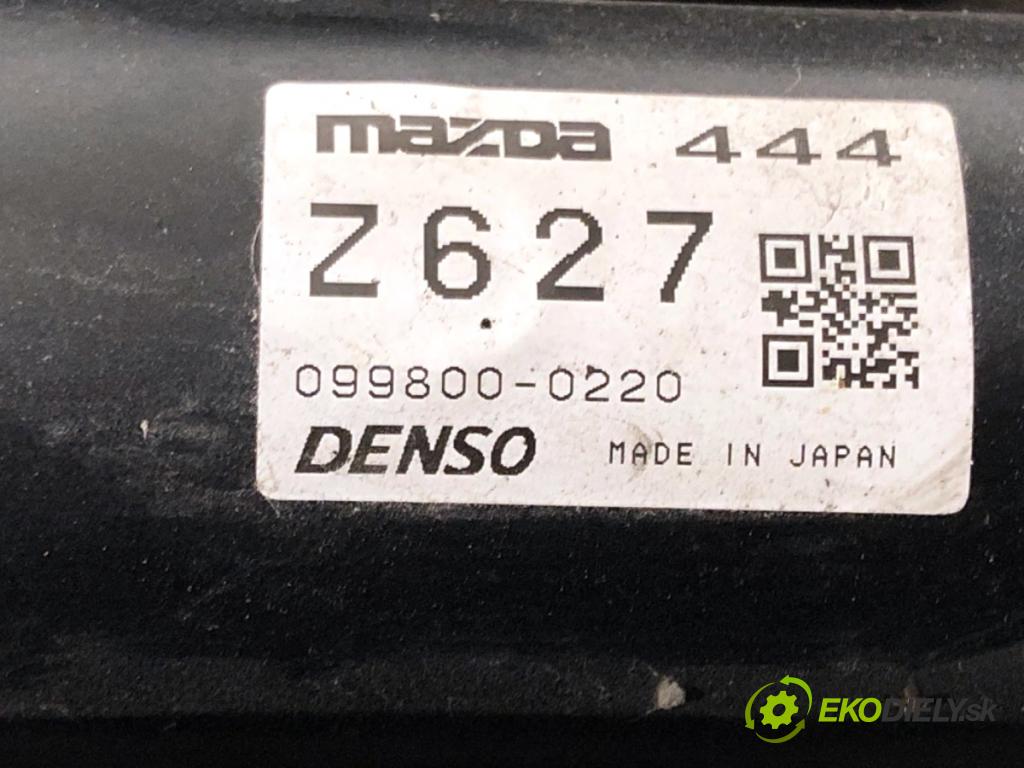 mazda 444
Z627
099800-0220
DENSO MADE IN JAPAN
EKODIELY.sk